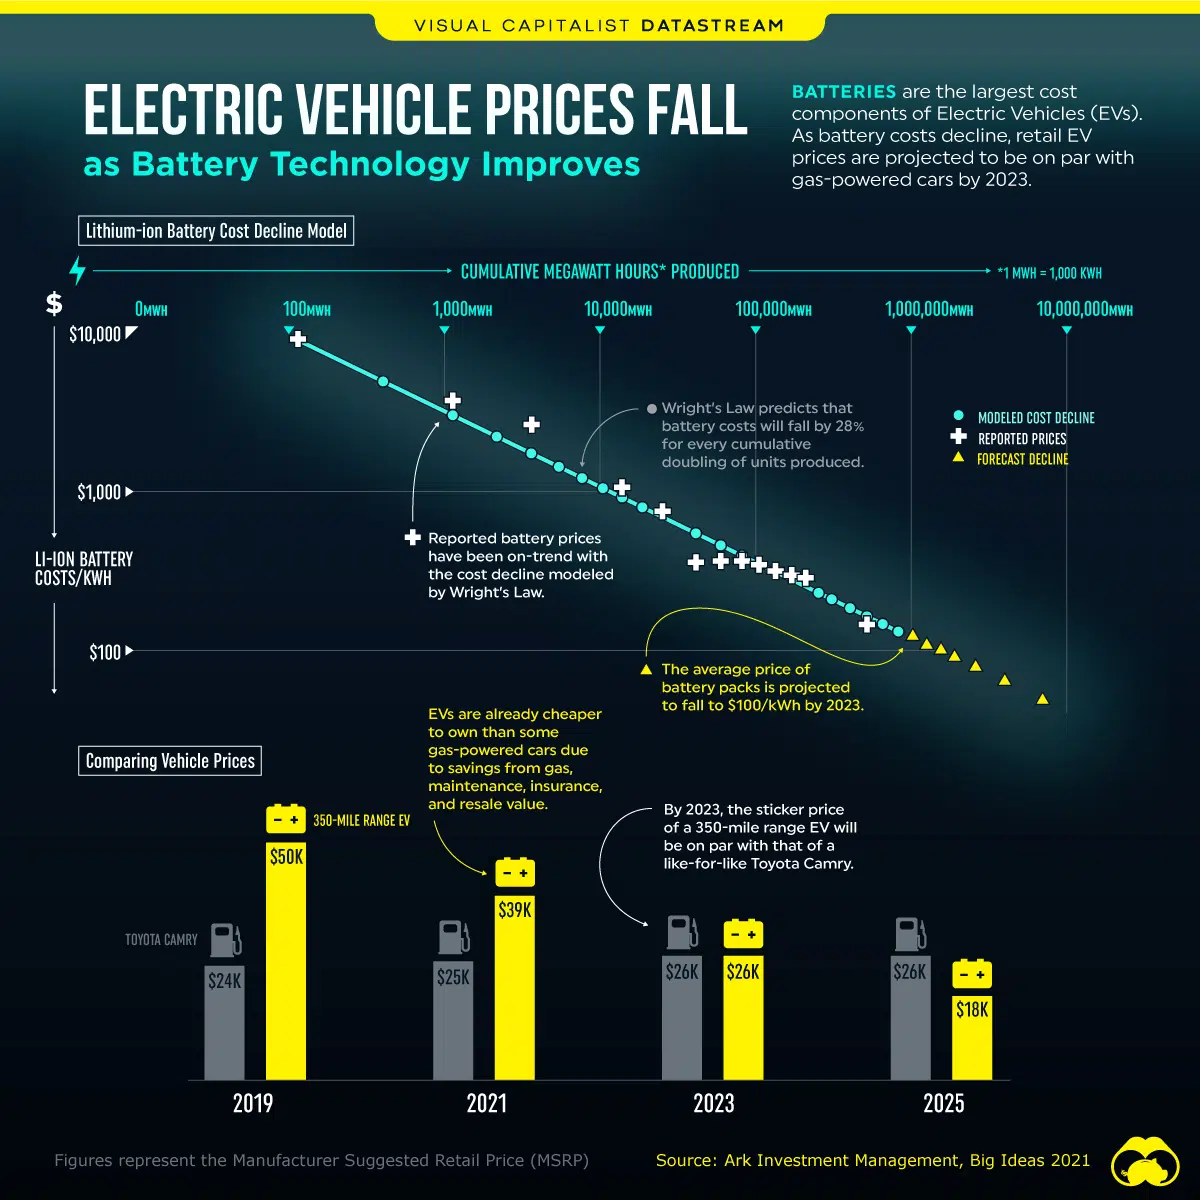 VISUAL CAPITALIST DATASTREAM
ELECTRIC VEHICLE PRICES FALL
as Battery Technology Improves
BATTERIES are the largest cost
components of Electric Vehicles (EVs).
As battery costs decline, retail EV
prices are projected to be on par with
gas-powered cars by 2023.
Lithium-ion Battery Cost Decline Model
CUMULATIVE MEGAWATT HOURS* PRODUCED
*1 MWH = 1,000 KWH
$
0MWH
100MWH
1,000MWH
10,000MWH
100,000MWH
1,000,000MWH
10,000,000MWH
$10,000
Wright's Law predicts that
battery costs will fall by 28%
for every cumulative
doubling of units produced.
MODELED COST DECLINE
REPORTED PRICES
FORECAST DECLINE
$1,000
LI-ION BATTERY
COSTS/KWH
Reported battery prices
have been on-trend with
the cost decline modeled
by Wright's Law.
$100
The average price of
battery packs is projected
to fall to $100/kWh by 2023.
Comparing Vehicle Prices
EVs are already cheaper
to own than some
gas-powered cars due
to savings from gas,
maintenance, insurance,
and resale value.
By 2023, the sticker price
of a 350-mile range EV will
be on par with that of a
like-for-like Toyota Camry.
350-MILE RANGE EV
TOYOTA CAMRY
$24K
$50K
$25K
$39K
$26K
$26K
$26K
$18K
2019
2021
2023
2025
Figures represent the Manufacturer Suggested Retail Price (MSRP)
Source: Ark Investment Management, Big Ideas 2021